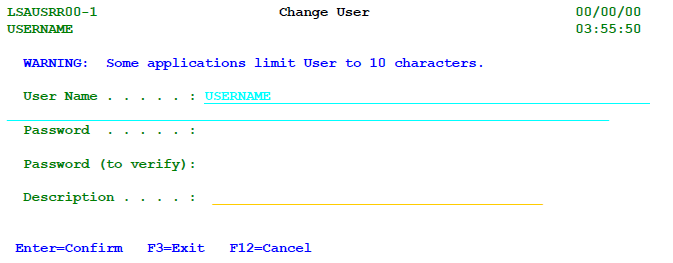 LSAUSRR00-1 Change User 00/00/00
USERNAME 03:55:50
WARNING: Some applications limit User to 10 characters.
User Name . . . . . : USERNAME
Password . . . . . :
Password (to verify):
Description . . . . :
Enter=Confirm F3=Exit F12=Cancel